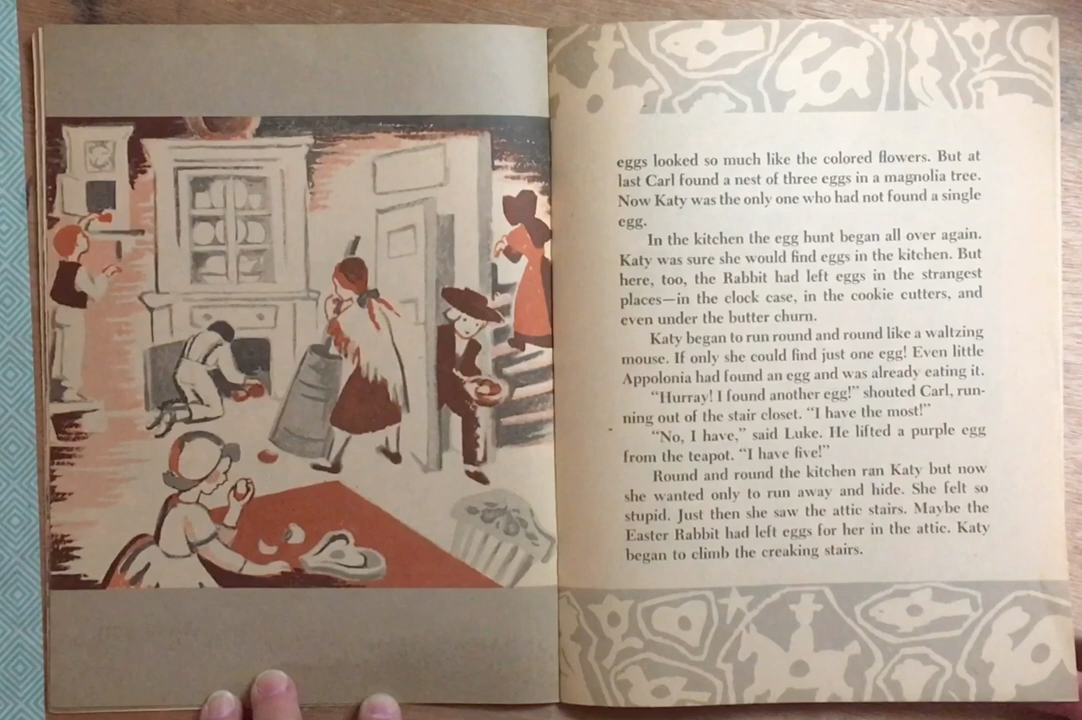 eggs looked so much like the colored flowers. But at
last Carl found a nest of three eggs in a magnolia tree.
Now Katy was the only one who had not found a single
egg.
In the kitchen the egg hunt began all over again.
Katy was sure she would find eggs in the kitchen. But
here, too, the Rabbit had left eggs in the strangest
places—in the clock case, in the cookie cutters, and
even under the butter churn.
Katy began to run round and round like a waltzing
mouse. If only she could find just one egg! Even little
Appolonia had found an egg and was already eating it.
"Hurray! I found another egg!" shouted Carl, run-
ning out of the stair closet. "I have the most!"
"No, I have," said Luke. He lifted a purple egg
from the teapot. "I have five!"
Round and round the kitchen ran Katy but now
she wanted only to run away and hide. She felt so
stupid. Just then she saw the attic stairs. Maybe the
Easter Rabbit had left eggs for her in the attic. Katy
began to climb the creaking stairs.